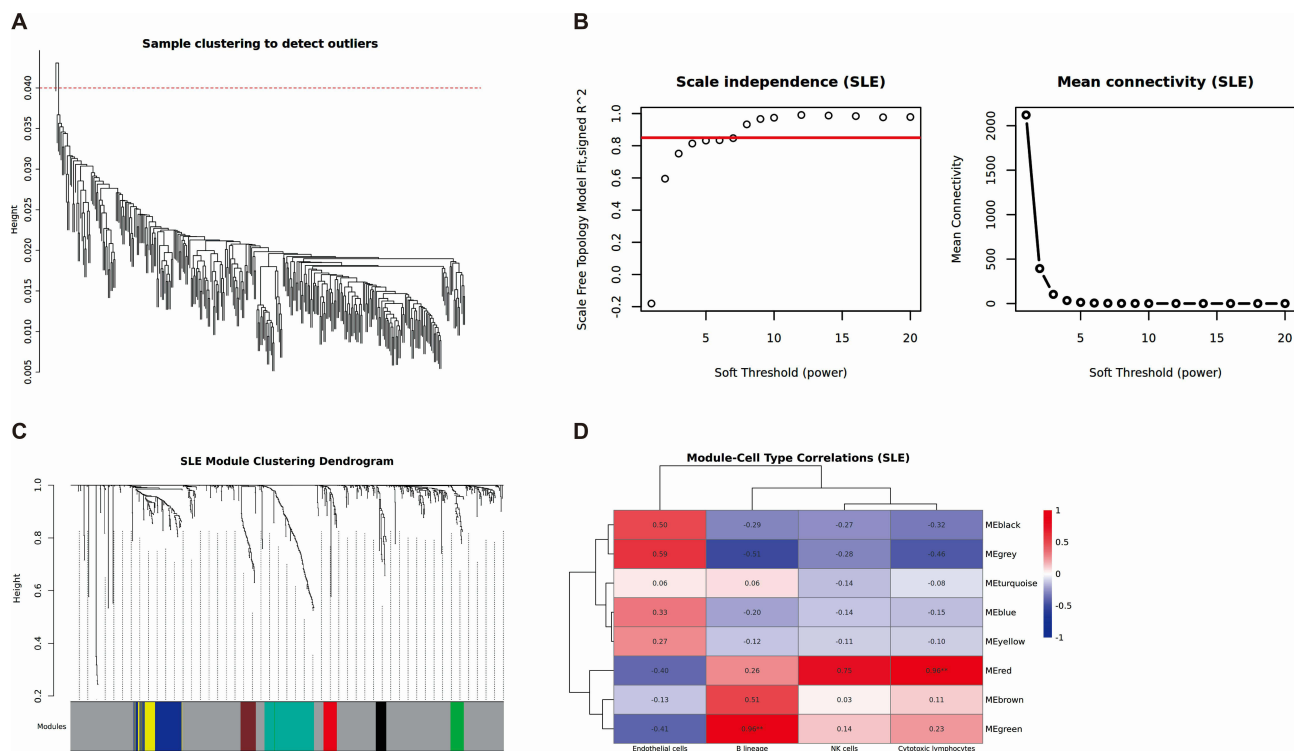 A
Sample clustering to detect outliers
Height
0.040
0.035
0.030
0.025
0.020
0.015
0.010
0.005
B
Scale independence (SLE)
Scale Free Topology Model Fit,signed R^2
1.0
0.8
0.6
0.4
0.2
0.0
-0.2
5
10
15
20
Soft Threshold (power)
Mean connectivity (SLE)
Mean Connectivity
2000
1500
1000
500
0
5
10
15
20
Soft Threshold (power)
C
SLE Module Clustering Dendrogram
Height
1.0
0.8
0.6
0.4
0.2
Modules
D
Module-Cell Type Correlations (SLE)
0.50 -0.29 -0.27 -0.32 MEblack
0.59 -0.51 -0.28 -0.46 MEgrey
0.06 0.06 -0.14 -0.08 MEturquoise
0.33 -0.20 -0.14 -0.15 MEblue
0.27 -0.12 -0.11 -0.10 MEyellow
-0.40 0.26 0.75 MEred
-0.13 0.51 0.03 0.11 MEbrown
-0.41 0.14 0.23 MEgreen
Endothelial cells B lineage NK cells Cytotoxic lymphocytes
1
0.5
0
-0.5
-1